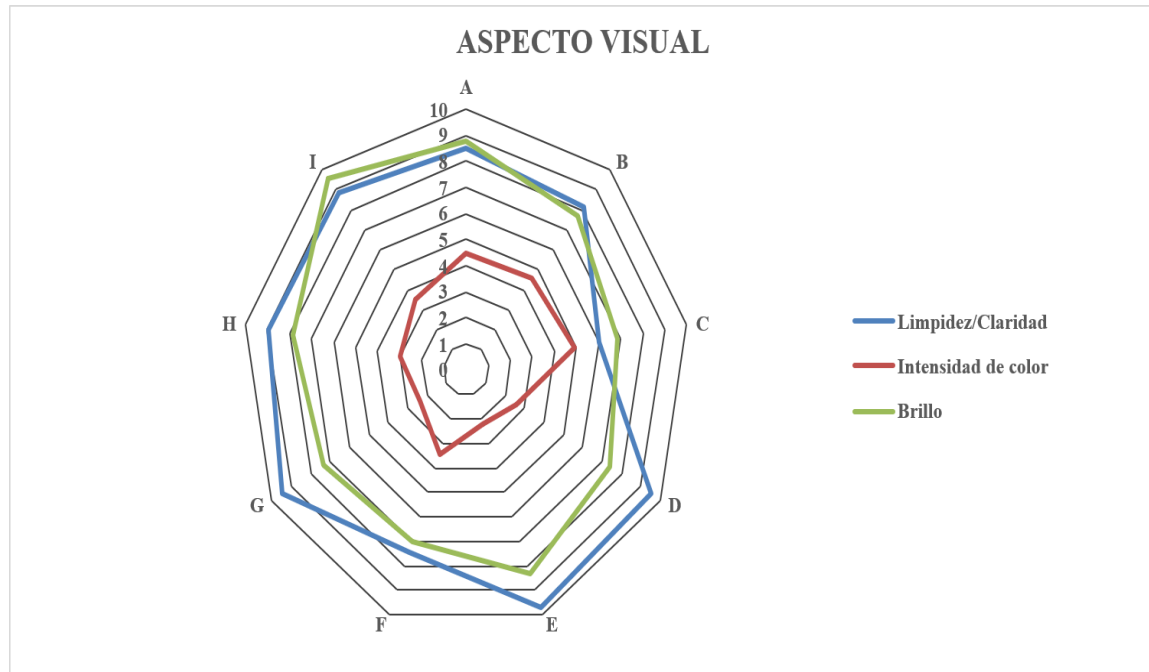 ASPECTO VISUAL
A
B
C
D
E
F
G
H
I
10
9
8
7
6
5
4
3
2
1
0
Limpidez/Claridad
Intensidad de color
Brillo